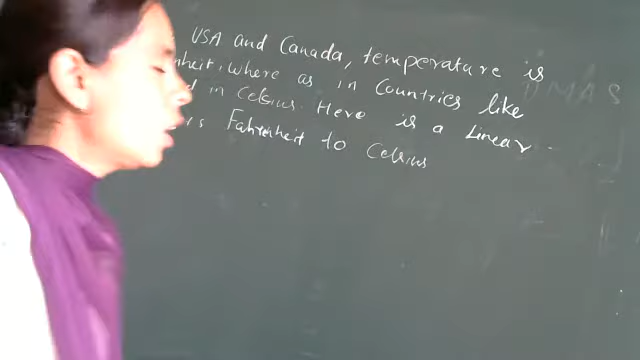 USA and Canada, temperature is
nheit, where as in Countries like
d in Celsius. Here is a Linear
Fahrenheit to Celsius
DMAS